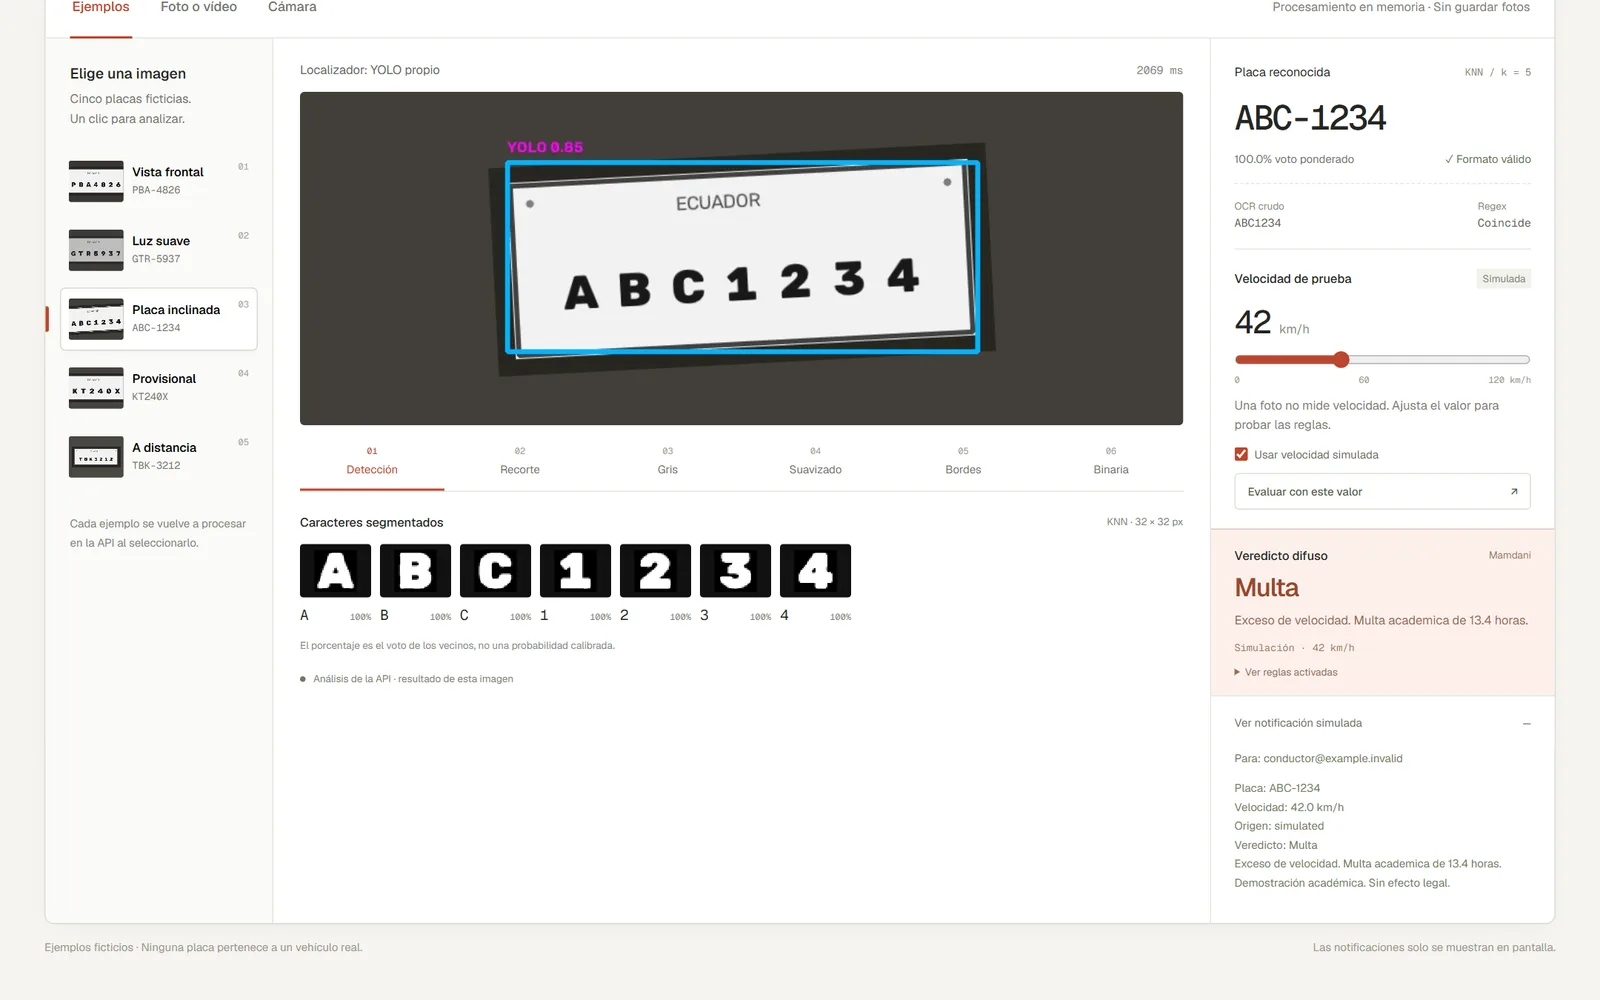 Ejemplos
Foto o vídeo
Cámara
Procesamiento en memoria · Sin guardar fotos
Elige una imagen
Cinco placas ficticias.
Un clic para analizar.
PBA4826
Vista frontal
PBA-4826
01
GTR5937
Luz suave
GTR-5937
02
ABC1234
Placa inclinada
ABC-1234
03
KT240X
Provisional
KT240X
04
TBK3212
A distancia
TBK-3212
05
Cada ejemplo se vuelve a procesar
en la API al seleccionarlo.
Localizador: YOLO propio
2069 ms
YOLO 0.85
ECUADOR
ABC1234
01
Detección
02
Recorte
03
Gris
04
Suavizado
05
Bordes
06
Binaria
Caracteres segmentados
KNN · 32 × 32 px
A B C 1 2 3 4
A 100% B 100% C 100% 1 100% 2 100% 3 100% 4 100%
El porcentaje es el voto de los vecinos, no una probabilidad calibrada.
Análisis de la API · resultado de esta imagen
Placa reconocida
KNN / k = 5
ABC-1234
100.0% voto ponderado
✓ Formato válido
OCR crudo
ABC1234
Regex
Coincide
Velocidad de prueba
Simulada
42 km/h
0
60
120 km/h
Una foto no mide velocidad. Ajusta el valor para
probar las reglas.
Usar velocidad simulada
Evaluar con este valor
Veredicto difuso
Mamdani
Multa
Exceso de velocidad. Multa academica de 13.4 horas.
Simulación · 42 km/h
Ver reglas activadas
Ver notificación simulada
Para: conductor@example.invalid
Placa: ABC-1234
Velocidad: 42.0 km/h
Origen: simulated
Veredicto: Multa
Exceso de velocidad. Multa academica de 13.4 horas.
Demostración académica. Sin efecto legal.
Ejemplos ficticios · Ninguna placa pertenece a un vehículo real.
Las notificaciones solo se muestran en pantalla.